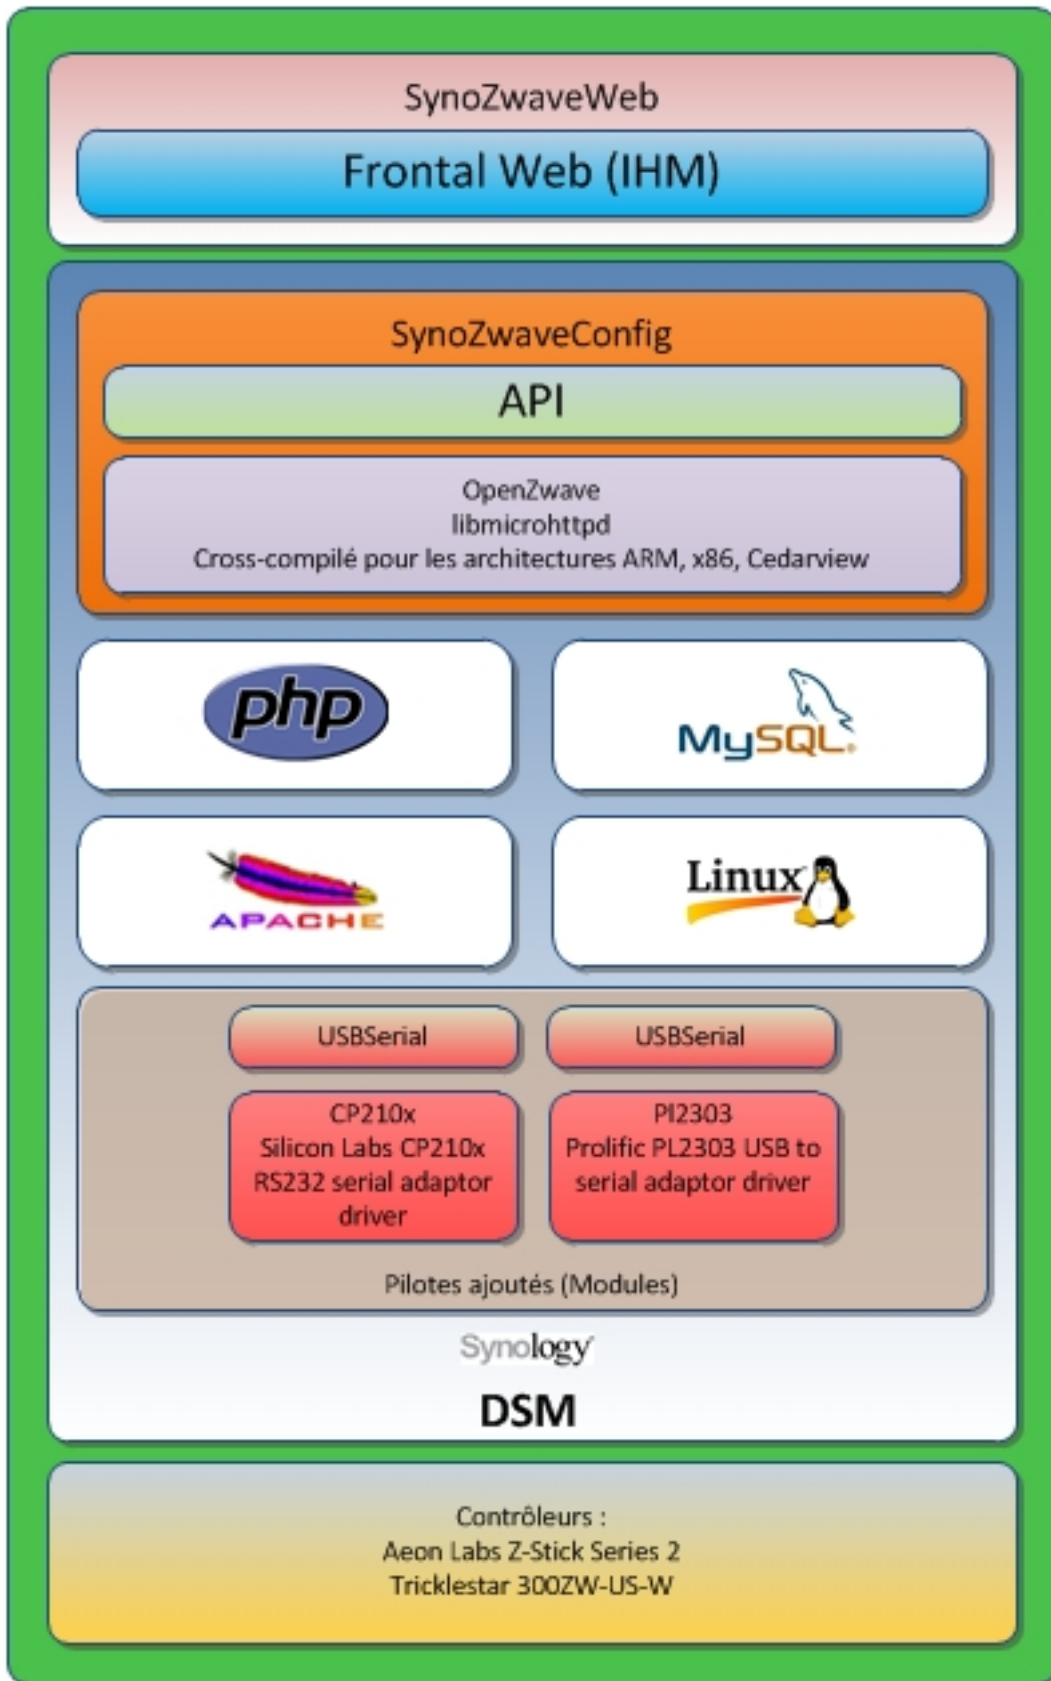 SynoZwaveWeb
Frontal Web (IHM)
SynoZwaveConfig
API
OpenZwave
libmicrohttpd
Cross-compilé pour les architectures ARM, x86, Cedarview
php
MySQL®
APACHE
Linux
USBSerial
USBSerial
CP210x
Silicon Labs CP210x
RS232 serial adaptor
driver
Pl2303
Prolific PL2303 USB to
serial adaptor driver
Pilotes ajoutés (Modules)
Synology
DSM
Contrôleurs :
Aeon Labs Z-Stick Series 2
Tricklestar 300ZW-US-W